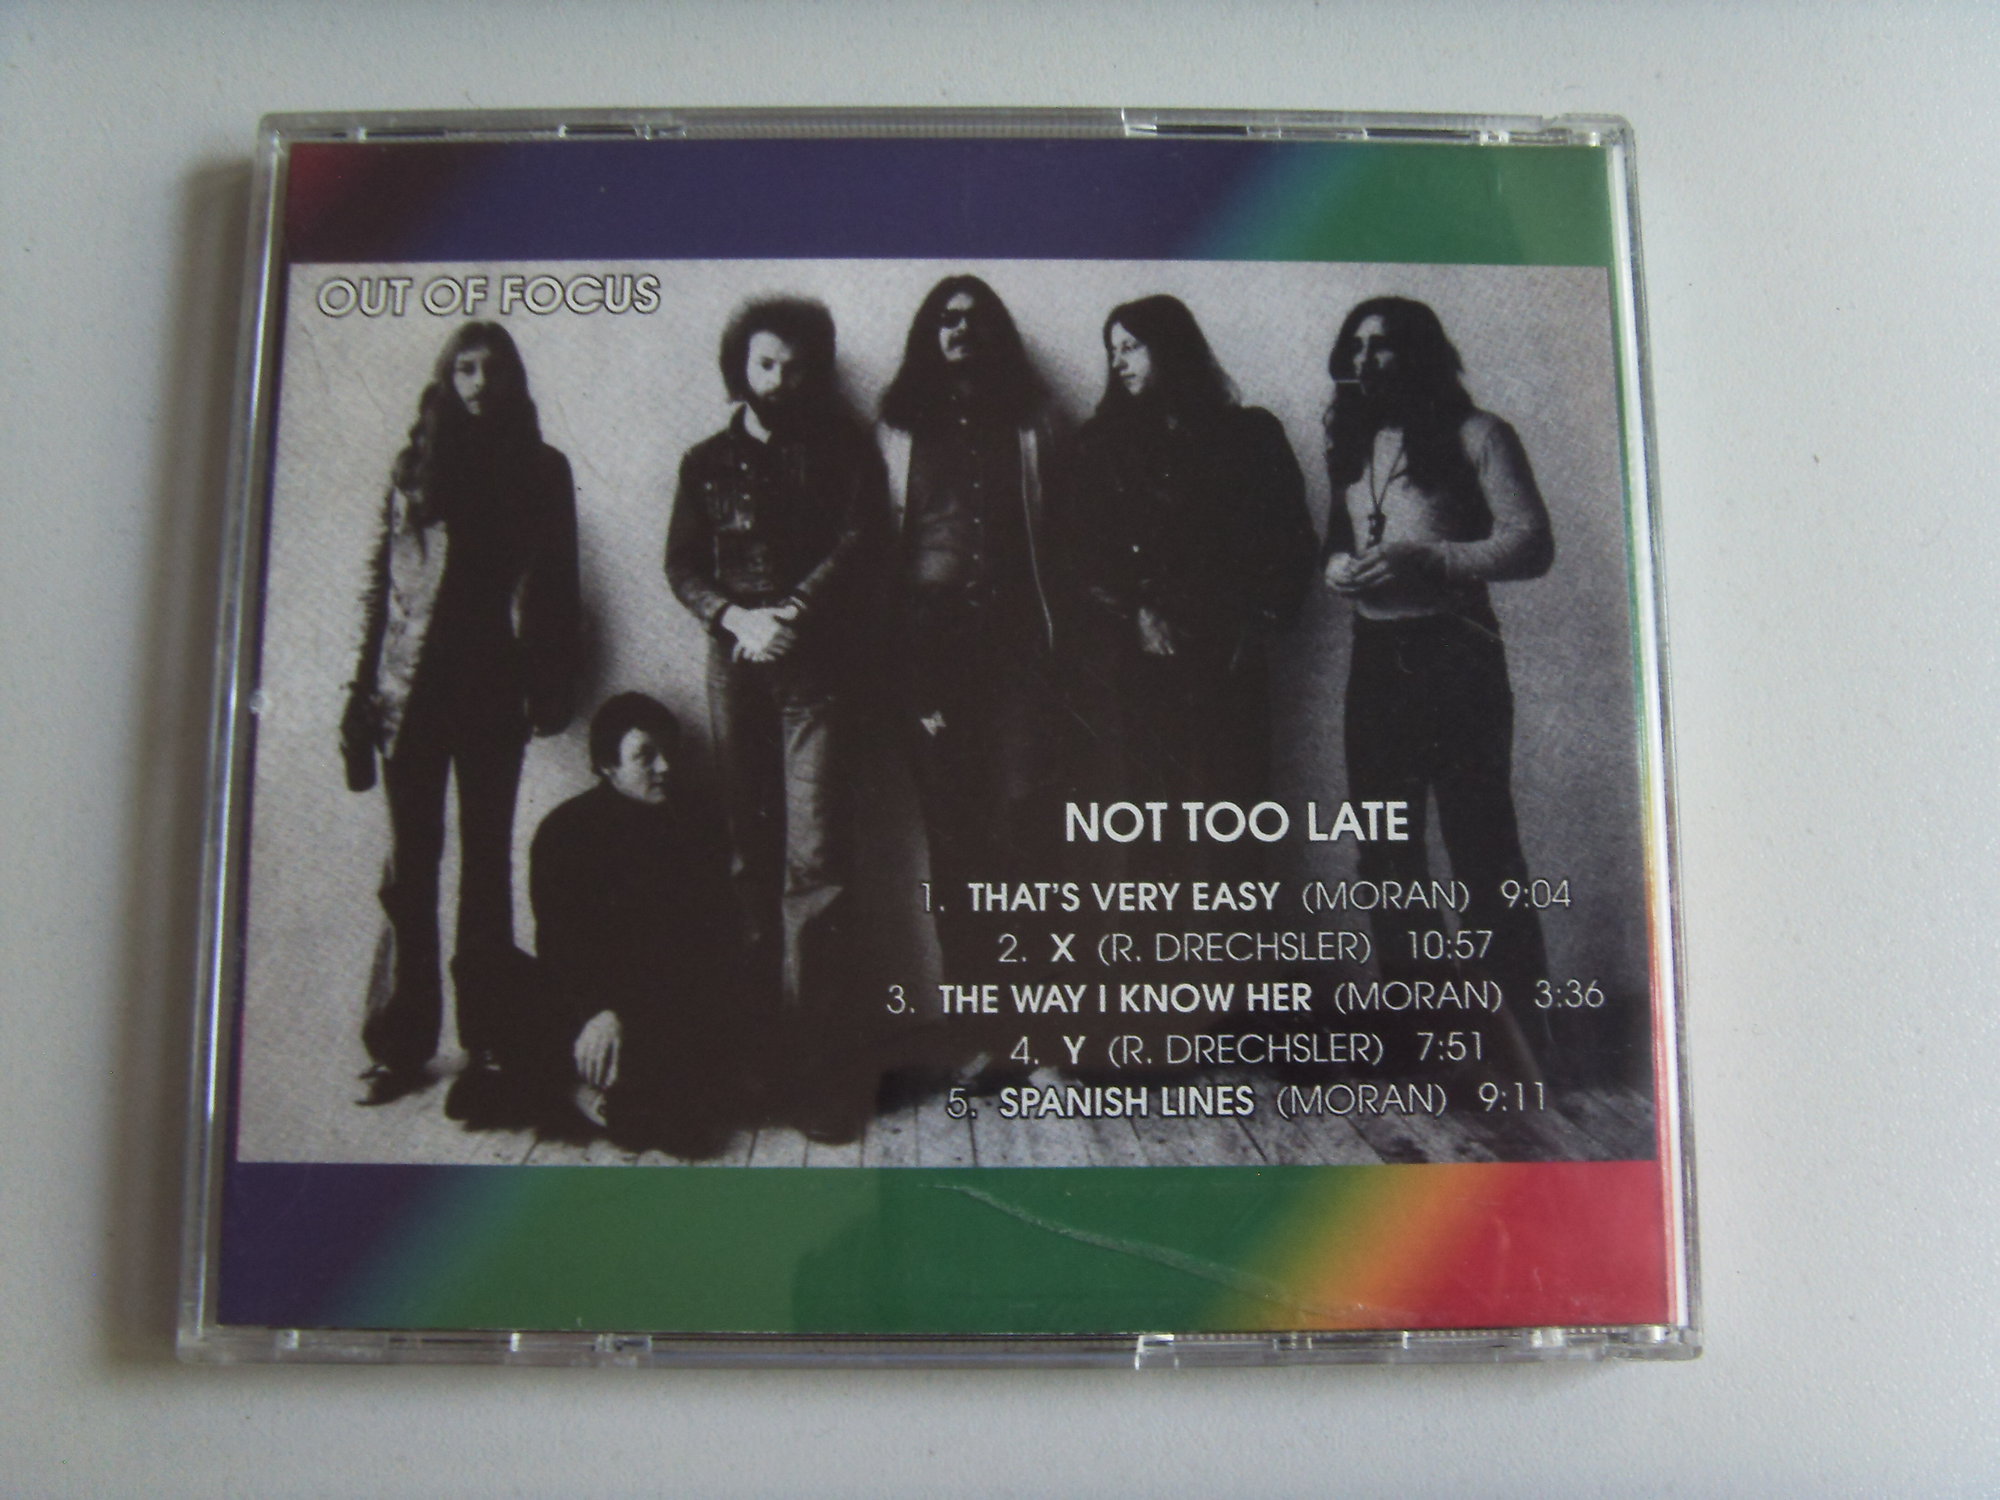 OUT OF FOCUS
NOT TOO LATE
1. THAT'S VERY EASY (MORAN) 9:04
2. X (R. DRECHSLER) 10:57
3. THE WAY I KNOW HER (MORAN) 3:36
4. Y (R. DRECHSLER) 7:51
5. SPANISH LINES (MORAN) 9:11